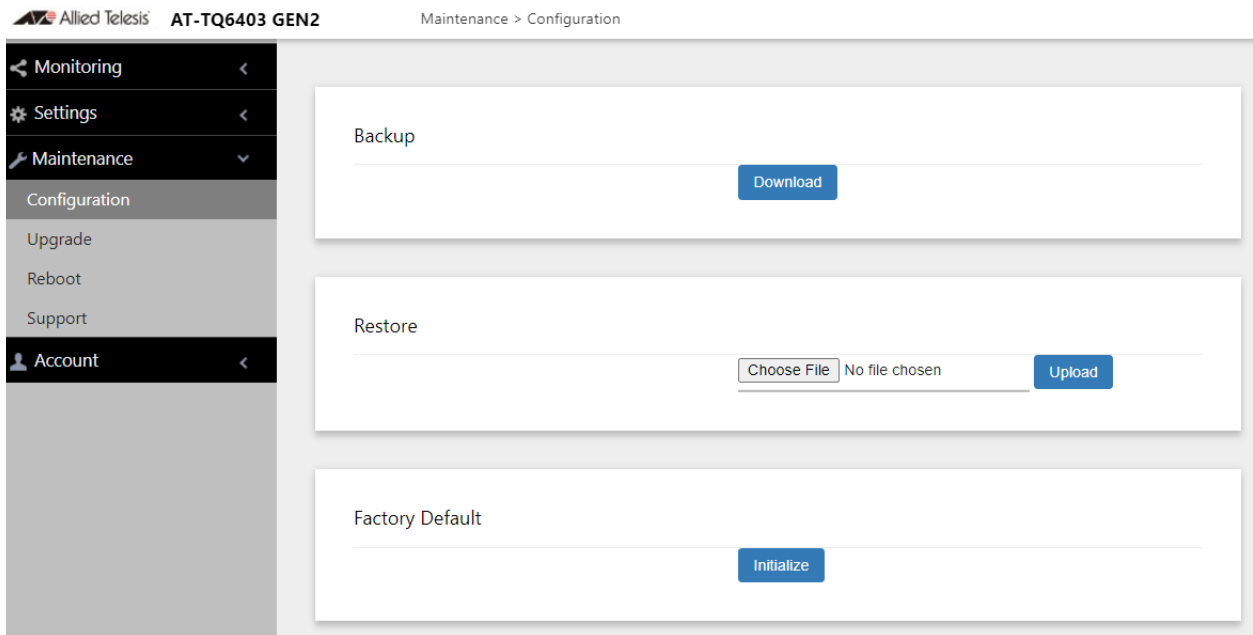 Allied Telesis AT-TQ6403 GEN2 Maintenance > Configuration
Monitoring
Settings
Maintenance
Configuration
Upgrade
Reboot
Support
Account
Backup
Download
Restore
Choose File No file chosen Upload
Factory Default
Initialize